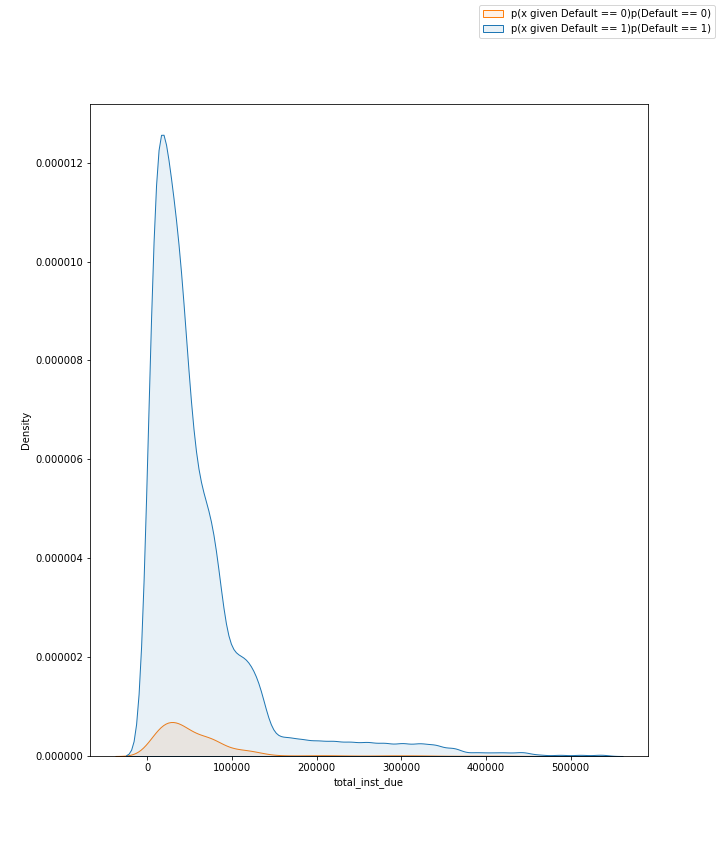 p(x given Default == 0)p(Default == 0)
p(x given Default == 1)p(Default == 1)
0.000012
0.000010
0.000008
0.000006
0.000004
0.000002
0.000000
Density
0 100000 200000 300000 400000 500000
total_inst_due